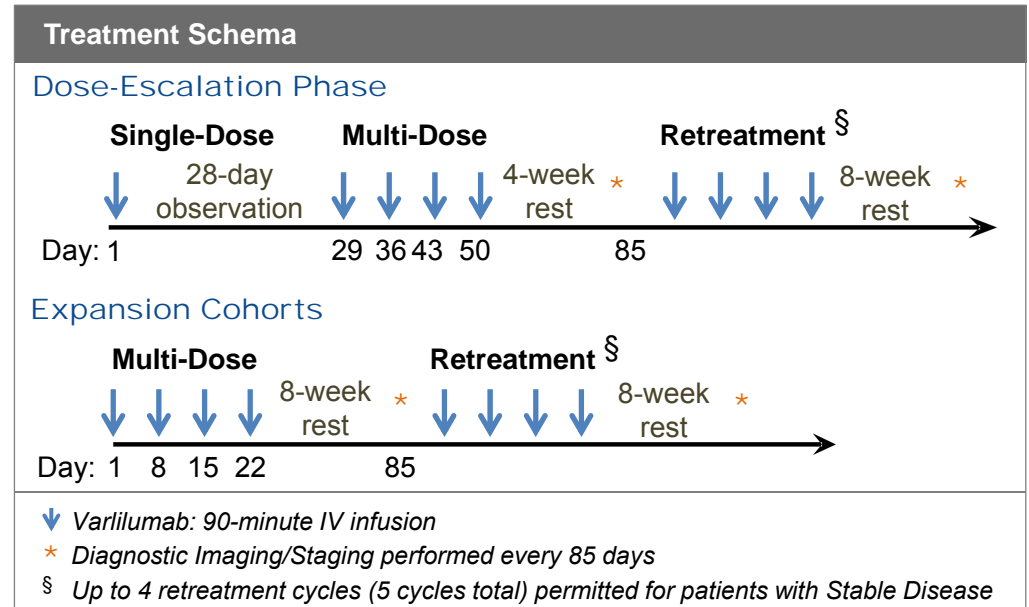 Treatment Schema
Dose-Escalation Phase
Single-Dose Multi-Dose Retreatment §
28-day observation 4-week rest * 8-week rest *
Day: 1 29 36 43 50 85
Expansion Cohorts
Multi-Dose Retreatment §
8-week rest * 8-week rest *
Day: 1 8 15 22 85
Varlilumab: 90-minute IV infusion
* Diagnostic Imaging/Staging performed every 85 days
§ Up to 4 retreatment cycles (5 cycles total) permitted for patients with Stable Disease